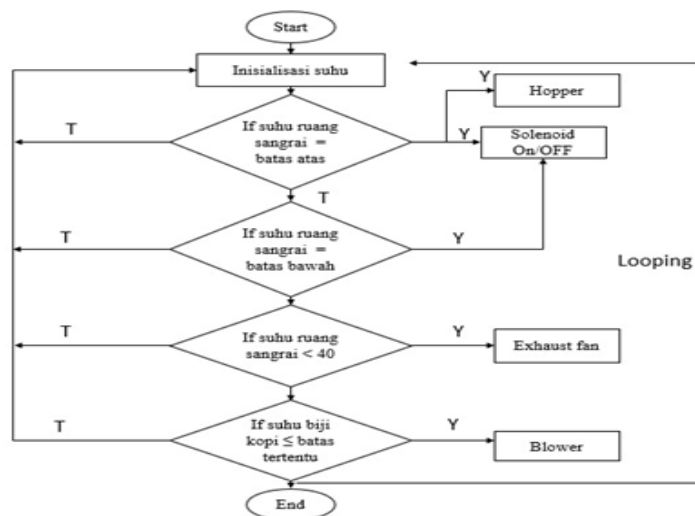 Start
Inisialisasi suhu
Y
Hopper
T
If suhu ruang
sangrai =
batas atas
Y
Solenoid
On/OFF
T
T
If suhu ruang
sangrai =
batas bawah
Y
Looping
T
If suhu ruang
sangrai < 40
Y
Exhaust fan
T
If suhu biji
kopi ≤ batas
tertentu
Y
Blower
End